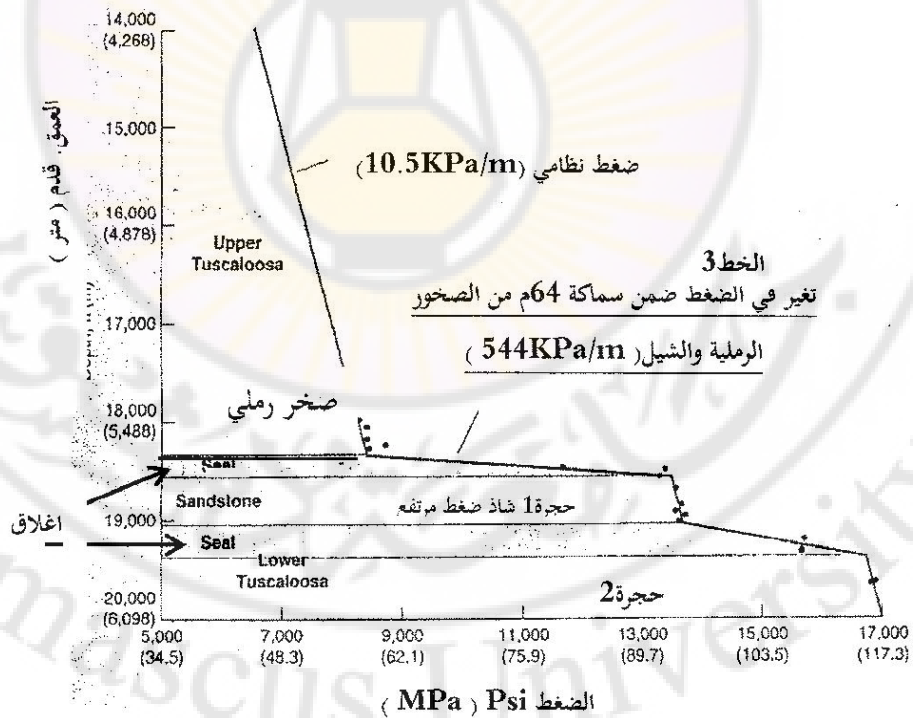 14,000
(4,268)
15,000
16,000
(4,878)
17,000
18,000
(5,488)
19,000
20,000
(6,098)
العمق. قدم ( متر )
ضغط نظامي (10.5KPa/m)
Upper
Tuscaloosa
الخط3
تغير في الضغط ضمن سماكة 64م من الصخور
الرملية والشيل( 544KPa/m )
صخر رملي
Seal
Sandstone
حجرة1 شاذ ضغط مرتفع
اغلاق
Seal
Lower
Tuscaloosa
حجرة2
5,000 7,000 9,000 11,000 13,000 15,000 17,000
(34.5) (48.3) (62.1) (75.9) (89.7) (103.5) (117.3)
الضغط Psi ( MPa )
mascus University